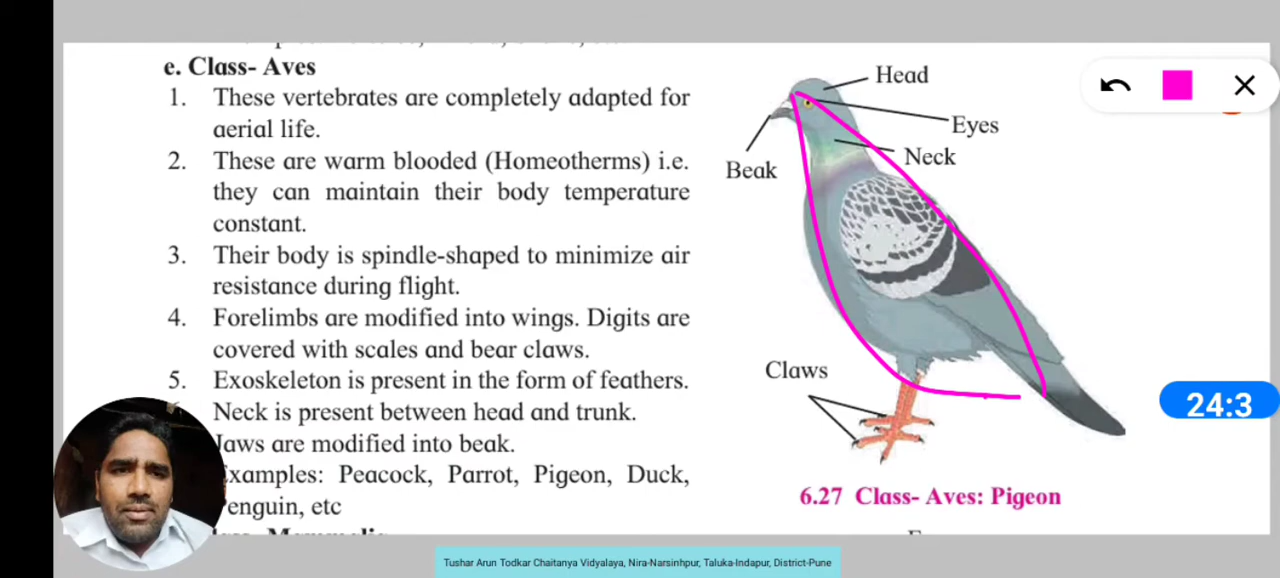 e. Class- Aves
1. These vertebrates are completely adapted for
aerial life.
2. These are warm blooded (Homeotherms) i.e.
they can maintain their body temperature
constant.
3. Their body is spindle-shaped to minimize air
resistance during flight.
4. Forelimbs are modified into wings. Digits are
covered with scales and bear claws.
5. Exoskeleton is present in the form of feathers.
Neck is present between head and trunk.
Jaws are modified into beak.
xamples: Peacock, Parrot, Pigeon, Duck,
enguin, etc
Head
Eyes
Neck
Beak
Claws
6.27 Class- Aves: Pigeon
24:3
Tushar Arun Todkar Chaitanya Vidyalaya, Nira-Narsinhpur, Taluka-Indapur, District-Pune